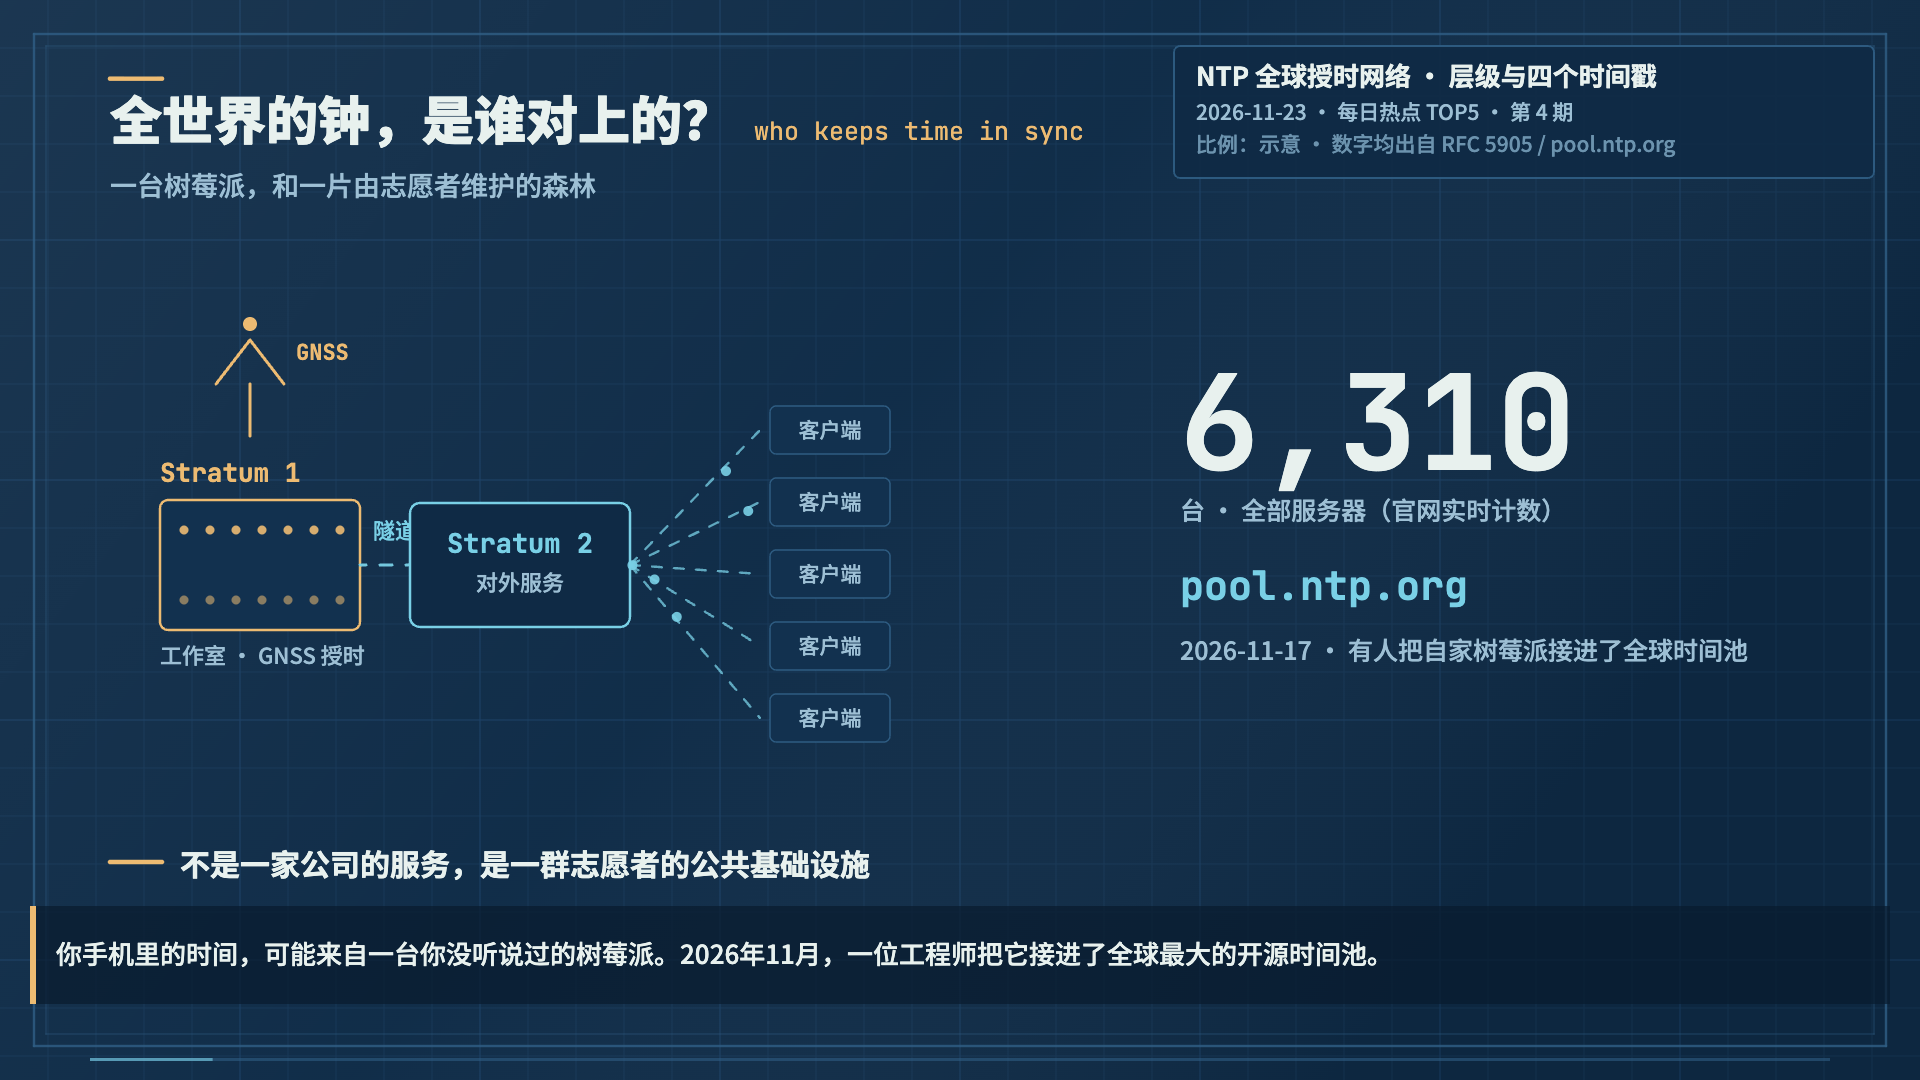 全世界的钟，是谁对上的？ who keeps time in sync
一台树莓派，和一片由志愿者维护的森林
NTP 全球授时网络 · 层级与四个时间戳
2026-11-23 · 每日热点 TOP5 · 第 4 期
比例：示意 · 数字均出自 RFC 5905 / pool.ntp.org
GNSS
Stratum 1
隧道
工作室 · GNSS 授时
Stratum 2
对外服务
客户端
客户端
客户端
客户端
客户端
6,310
台 · 全部服务器（官网实时计数）
pool.ntp.org
2026-11-17 · 有人把自家树莓派接进了全球时间池
不是一家公司的服务，是一群志愿者的公共基础设施
你手机里的时间，可能来自一台你没听说过的树莓派。2026年11月，一位工程师把它接进了全球最大的开源时间池。